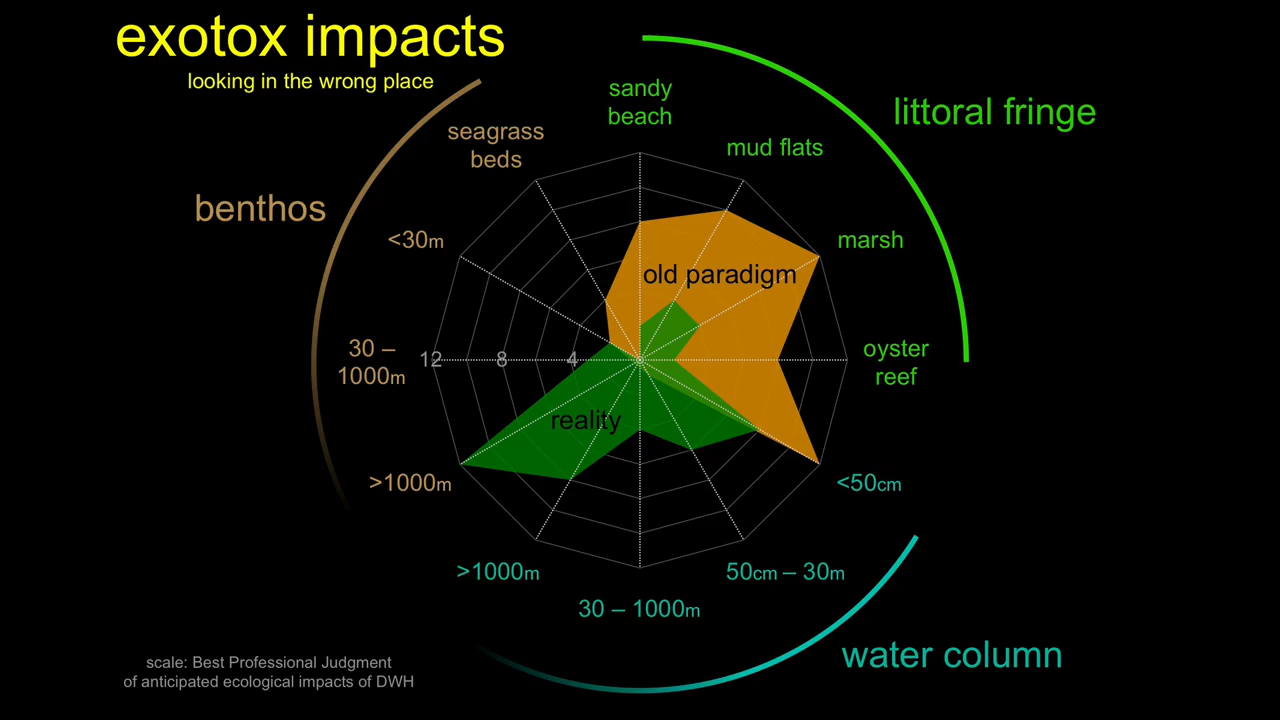 exotox impacts
looking in the wrong place
sandy
beach
littoral fringe
seagrass
beds
mud flats
benthos
<30m
marsh
old paradigm
30 –
1000m
12
8
4
oyster
reef
reality
>1000m
<50cm
>1000m
50cm – 30m
30 – 1000m
water column
scale: Best Professional Judgment
of anticipated ecological impacts of DWH